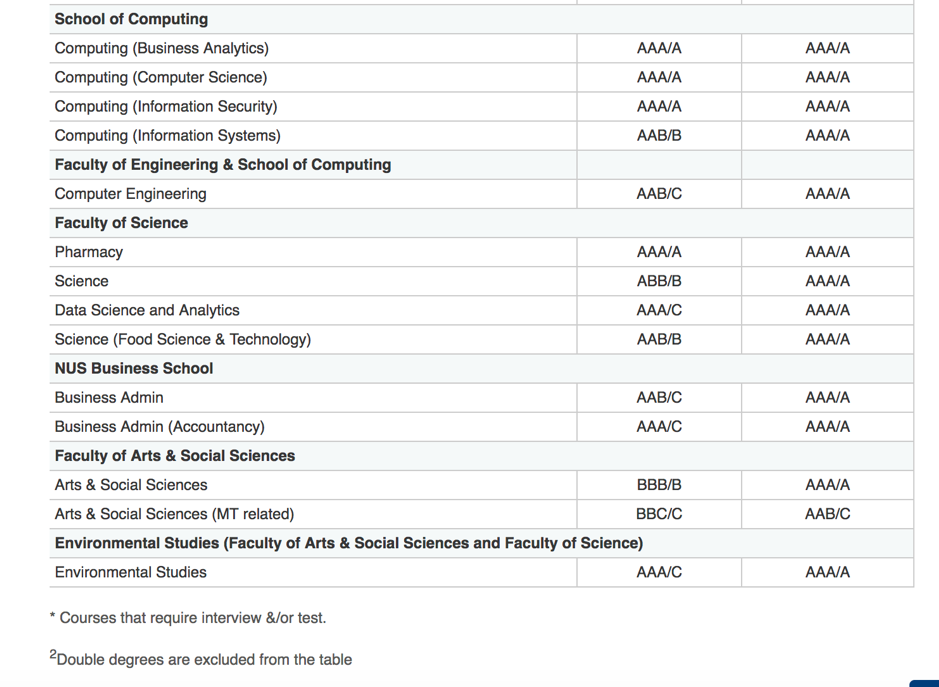 School of Computing
Computing (Business Analytics) AAA/A AAA/A
Computing (Computer Science) AAA/A AAA/A
Computing (Information Security) AAA/A AAA/A
Computing (Information Systems) AAB/B AAA/A
Faculty of Engineering & School of Computing
Computer Engineering AAB/C AAA/A
Faculty of Science
Pharmacy AAA/A AAA/A
Science ABB/B AAA/A
Data Science and Analytics AAA/C AAA/A
Science (Food Science & Technology) AAB/B AAA/A
NUS Business School
Business Admin AAB/C AAA/A
Business Admin (Accountancy) AAA/C AAA/A
Faculty of Arts & Social Sciences
Arts & Social Sciences BBB/B AAA/A
Arts & Social Sciences (MT related) BBC/C AAB/C
Environmental Studies (Faculty of Arts & Social Sciences and Faculty of Science)
Environmental Studies AAA/C AAA/A
* Courses that require interview &/or test.
²Double degrees are excluded from the table